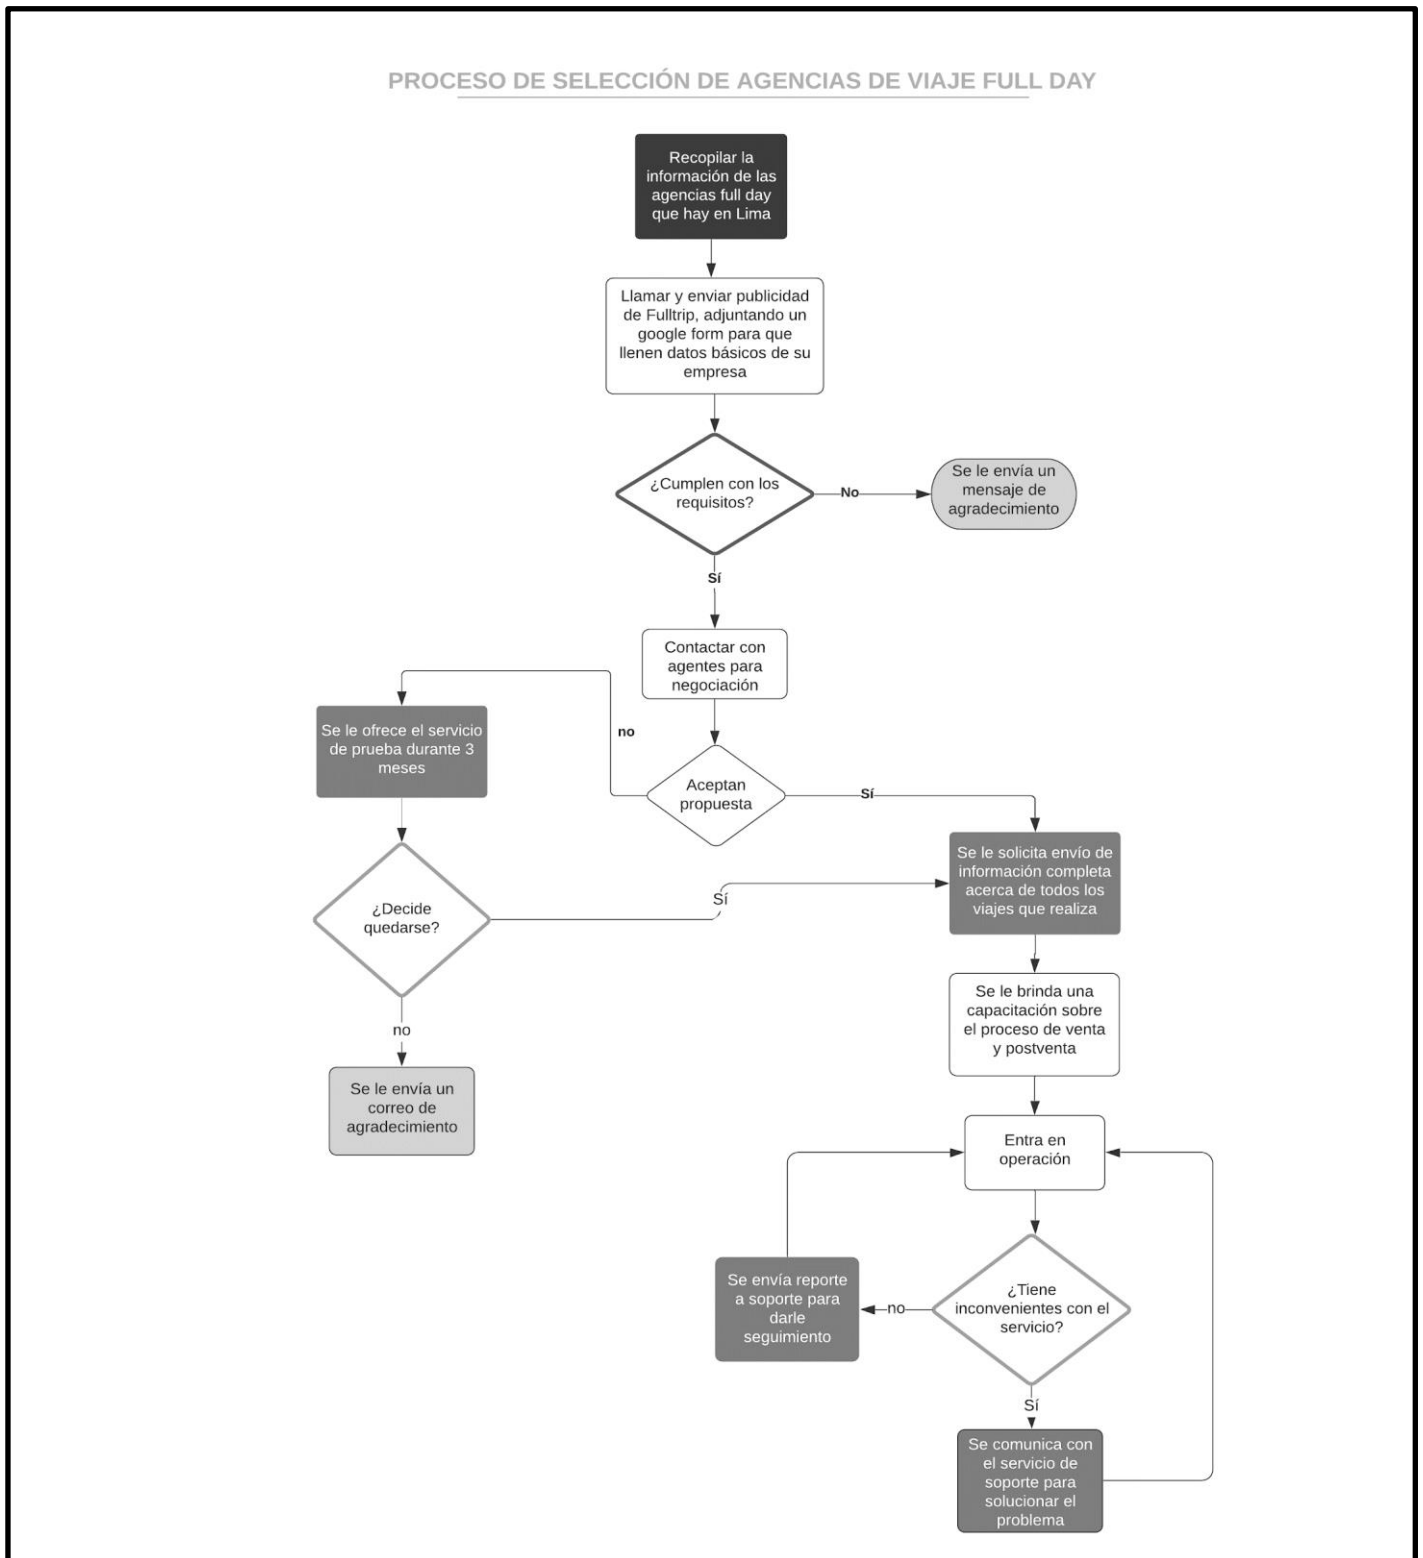 PROCESO DE SELECCIÓN DE AGENCIAS DE VIAJE FULL DAY
Recopilar la
información de las
agencias full day
que hay en Lima
Llamar y enviar publicidad
de Fulltrip, adjuntando un
google form para que
llenen datos básicos de su
empresa
¿Cumplen con los
requisitos?
No
Se le envía un
mensaje de
agradecimiento
Sí
Contactar con
agentes para
negociación
no
Se le ofrece el servicio
de prueba durante 3
meses
Aceptan
propuesta
Sí
Se le solicita envío de
información completa
acerca de todos los
viajes que realiza
¿Decide
quedarse?
Sí
no
Se le envía un
correo de
agradecimiento
Se le brinda una
capacitación sobre
el proceso de venta
y postventa
Entra en
operación
¿Tiene
inconvenientes con el
servicio?
no
Se envía reporte
a soporte para
darle
seguimiento
Sí
Se comunica con
el servicio de
soporte para
solucionar el
problema